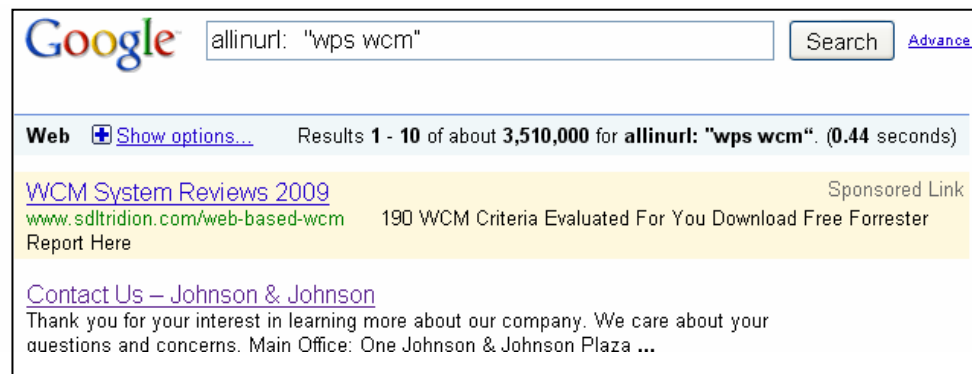 Google allinurl: "wps wcm" Search Advance
Web Show options... Results 1 - 10 of about 3,510,000 for allinurl: "wps wcm“. (0.44 seconds)
WCM System Reviews 2009 Sponsored Link
www.sdltridion.com/web-based-wcm 190 WCM Criteria Evaluated For You Download Free Forrester
Report Here
Contact Us – Johnson & Johnson
Thank you for your interest in learning more about our company. We care about your
questions and concerns. Main Office: One Johnson & Johnson Plaza ...